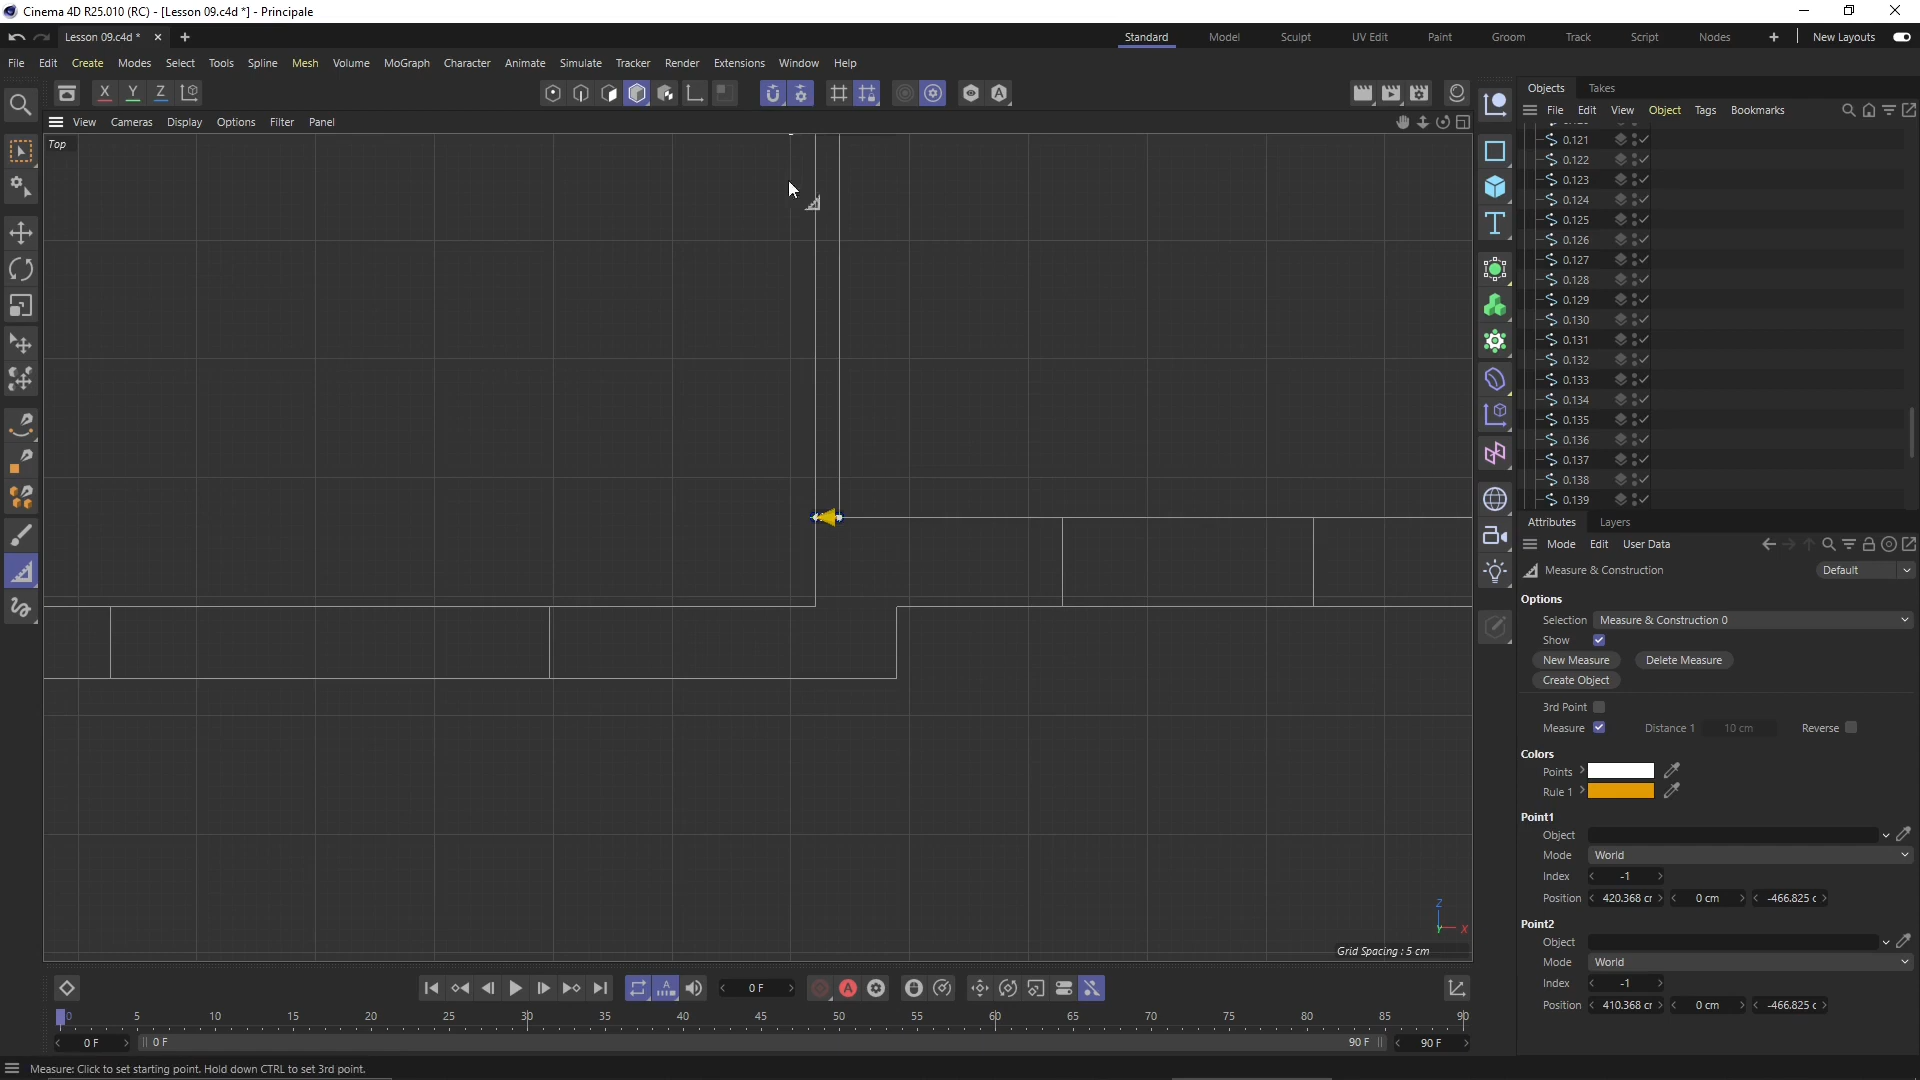 Cinema 4D R25.010 (RC) - [Lesson 09.c4d *] - Principale
Lesson 09.c4d *
Standard Model Sculpt UV Edit Paint Groom Track Script Nodes + New Layouts
File Edit Create Modes Select Tools Spline Mesh Volume MoGraph Character Animate Simulate Tracker Render Extensions Window Help
X Y Z
Objects Takes
File Edit View Object Tags Bookmarks
View Cameras Display Options Filter Panel
Top
0.121
0.122
0.123
0.124
0.125
0.126
0.127
0.128
0.129
0.130
0.131
0.132
0.133
0.134
0.135
0.136
0.137
0.138
0.139
Attributes Layers
Mode Edit User Data
Measure & Construction Default
Options
Selection Measure & Construction 0
Show
New Measure Delete Measure
Create Object
3rd Point
Measure Distance 1 10 cm Reverse
Colors
Points
Rule 1
Point1
Object
Mode World
Index -1
Position 420.368 cr 0 cm -466.825 c
Point2
Object
Mode World
Index -1
Position 410.368 cr 0 cm -466.825 c
Z
Y X
Grid Spacing : 5 cm
0 F
0 5 10 15 20 25 30 35 40 45 50 55 60 65 70 75 80 85 90
0 F 0 F 90 F 90 F
Measure: Click to set starting point. Hold down CTRL to set 3rd point.